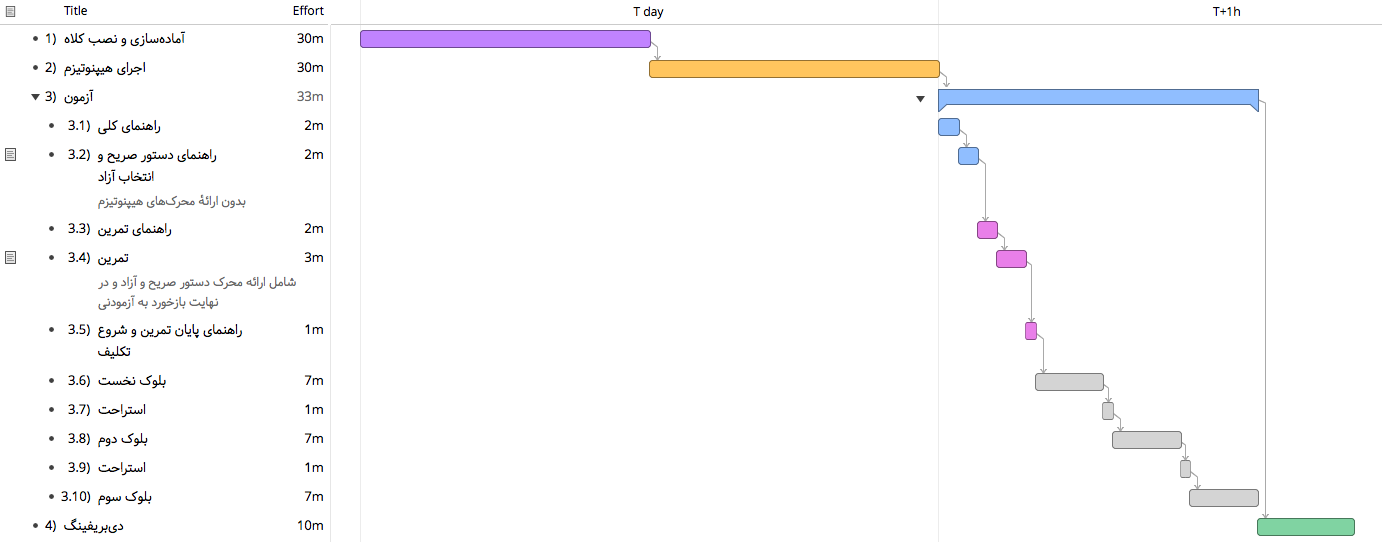 Title Effort T day T+1h
1) آماده‌سازی و نصب کلاه 30m
2) اجرای هیپنوتیزم 30m
3) آزمون 33m
3.1) راهنمای کلی 2m
3.2) راهنمای دستور صریح و 2m
انتخاب آزاد
بدون ارائهٔ محرک‌های هیپنوتیزم
3.3) راهنمای تمرین 2m
3.4) تمرین 3m
شامل ارائه محرک دستور صریح و آزاد و در
نهایت بازخورد به آزمودنی
3.5) راهنمای پایان تمرین و شروع 1m
تکلیف
3.6) بلوک نخست 7m
3.7) استراحت 1m
3.8) بلوک دوم 7m
3.9) استراحت 1m
3.10) بلوک سوم 7m
4) دی‌بریفینگ 10m